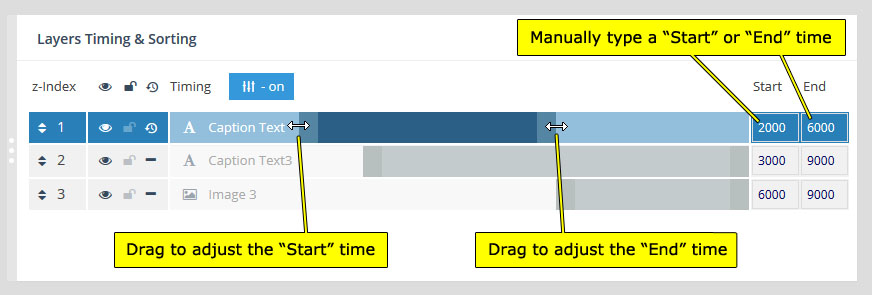 Layers Timing & Sorting
Manually type a “Start” or “End” time
z-Index Timing - on Start End
1 A Caption Text 2000 6000
2 A Caption Text3 3000 9000
3 Image 3 6000 9000
Drag to adjust the “Start” time
Drag to adjust the “End” time